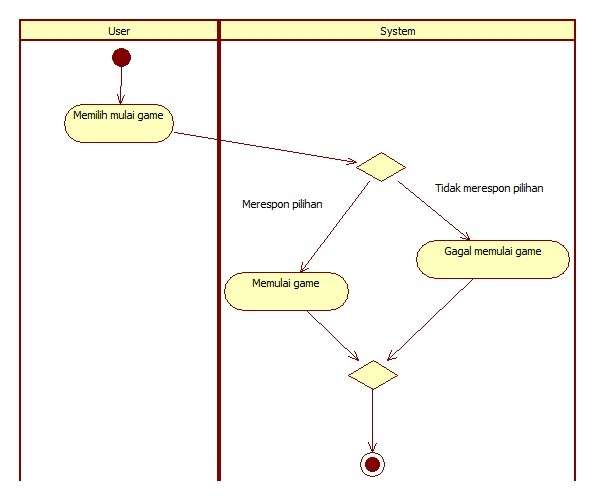 User
System
Memilih mulai game
Merespon pilihan
Tidak merespon pilihan
Memulai game
Gagal memulai game